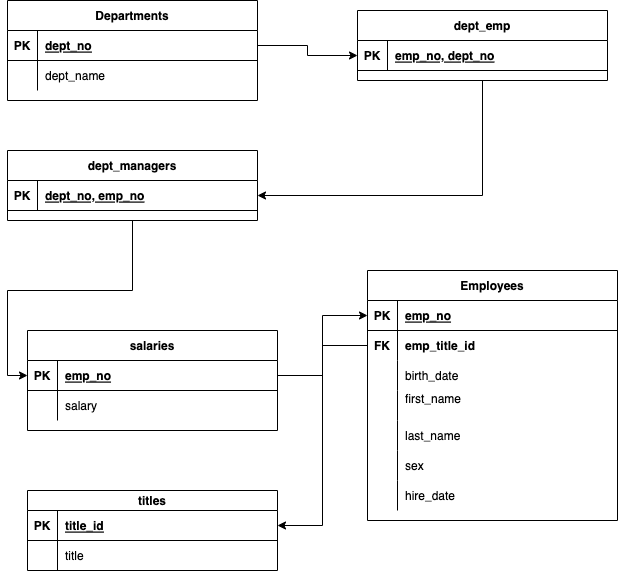 Departments
PK dept_no
dept_name
dept_emp
PK emp_no, dept_no
dept_managers
PK dept_no, emp_no
Employees
PK emp_no
FK emp_title_id
birth_date
first_name
last_name
sex
hire_date
salaries
PK emp_no
salary
titles
PK title_id
title